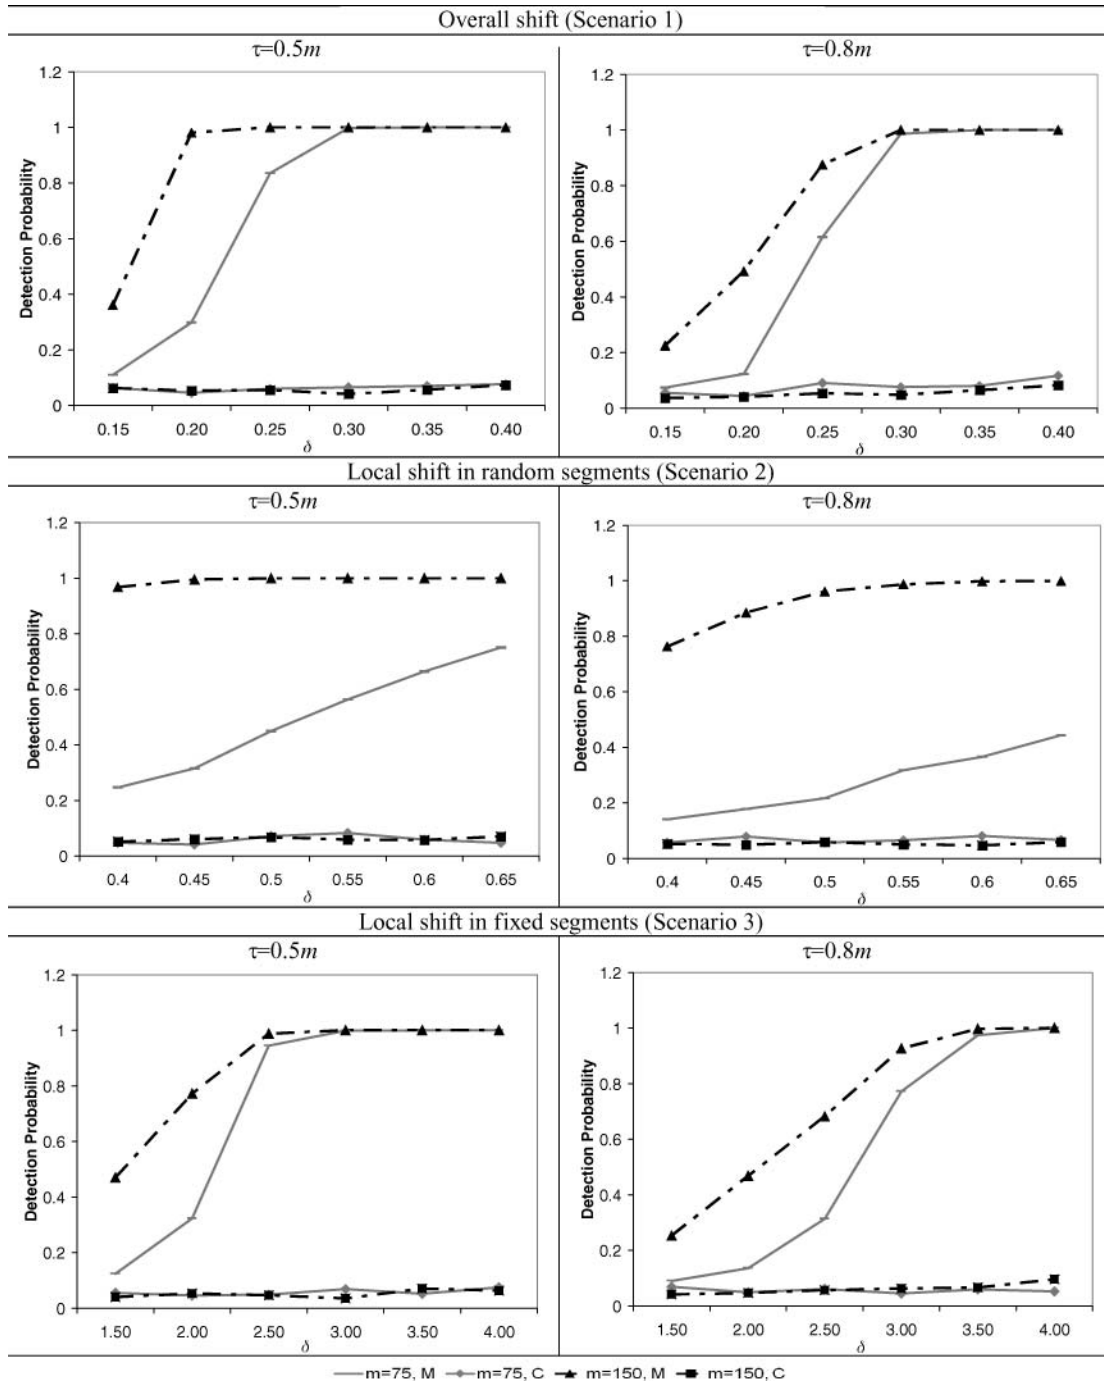 Overall shift (Scenario 1)
τ=0.5m
τ=0.8m
Detection Probability
1.2
1
0.8
0.6
0.4
0.2
0
0.15 0.20 0.25 0.30 0.35 0.40
δ
Detection Probability
1.2
1
0.8
0.6
0.4
0.2
0
0.15 0.20 0.25 0.30 0.35 0.40
δ
Local shift in random segments (Scenario 2)
τ=0.5m
τ=0.8m
Detection Probability
1.2
1
0.8
0.6
0.4
0.2
0
0.4 0.45 0.5 0.55 0.6 0.65
δ
Detection Probability
1.2
1
0.8
0.6
0.4
0.2
0
0.4 0.45 0.5 0.55 0.6 0.65
δ
Local shift in fixed segments (Scenario 3)
τ=0.5m
τ=0.8m
Detection Probability
1.2
1
0.8
0.6
0.4
0.2
0
1.50 2.00 2.50 3.00 3.50 4.00
δ
Detection Probability
1.2
1
0.8
0.6
0.4
0.2
0
1.50 2.00 2.50 3.00 3.50 4.00
δ
m=75, M m=75, C m=150, M m=150, C